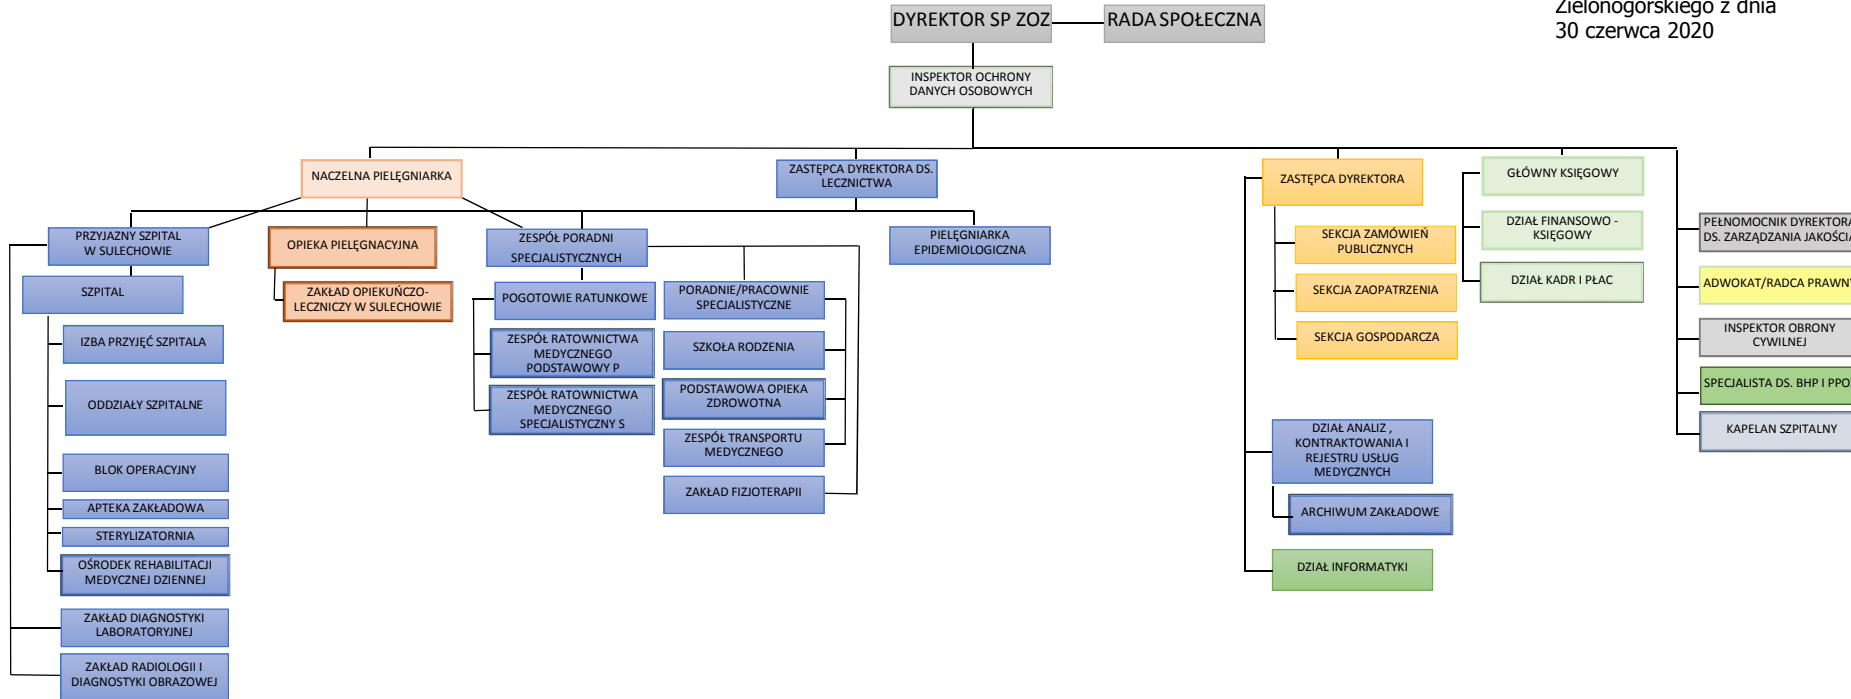 Zielonogórskiego z dnia
30 czerwca 2020
DYREKTOR SP ZOZ
RADA SPOŁECZNA
INSPEKTOR OCHRONY
DANYCH OSOBOWYCH
NACZELNA PIELĘGNIARKA
ZASTĘPCA DYREKTORA DS.
LECZNICTWA
ZASTĘPCA DYREKTORA
GŁÓWNY KSIĘGOWY
PRZYJAZNY SZPITAL
W SULECHOWIE
OPIEKA PIELĘGNACYJNA
ZESPÓŁ PORADNI
SPECJALISTYCZNYCH
PIELĘGNIARKA
EPIDEMIOLOGICZNA
SEKCJA ZAMÓWIEŃ
PUBLICZNYCH
DZIAŁ FINANSOWO -
KSIĘGOWY
PEŁNOMOCNIK DYREKTORA
DS. ZARZĄDZANIA JAKOŚCIĄ
SZPITAL
ZAKŁAD OPIEKUŃCZO-
LECZNICZY W SULECHOWIE
POGOTOWIE RATUNKOWE
PORADNIE/PRACOWNIE
SPECJALISTYCZNE
SEKCJA ZAOPATRZENIA
DZIAŁ KADR I PŁAC
ADWOKAT/RADCA PRAWNY
IZBA PRZYJĘĆ SZPITALA
ZESPÓŁ RATOWNICTWA
MEDYCZNEGO
PODSTAWOWY P
SZKOŁA RODZENIA
SEKCJA GOSPODARCZA
INSPEKTOR OBRONY
CYWILNEJ
ODDZIAŁY SZPITALNE
ZESPÓŁ RATOWNICTWA
MEDYCZNEGO
SPECJALISTYCZNY S
PODSTAWOWA OPIEKA
ZDROWOTNA
SPECJALISTA DS. BHP I PPOŻ
BLOK OPERACYJNY
ZESPÓŁ TRANSPORTU
MEDYCZNEGO
DZIAŁ ANALIZ ,
KONTRAKTOWANIA I
REJESTRU USŁUG
MEDYCZNYCH
KAPELAN SZPITALNY
APTEKA ZAKŁADOWA
ZAKŁAD FIZJOTERAPII
ARCHIWUM ZAKŁADOWE
STERYLIZATORNIA
OŚRODEK REHABILITACJI
MEDYCZNEJ DZIENNEJ
DZIAŁ INFORMATYKI
ZAKŁAD DIAGNOSTYKI
LABORATORYJNEJ
ZAKŁAD RADIOLOGII I
DIAGNOSTYKI OBRAZOWEJ